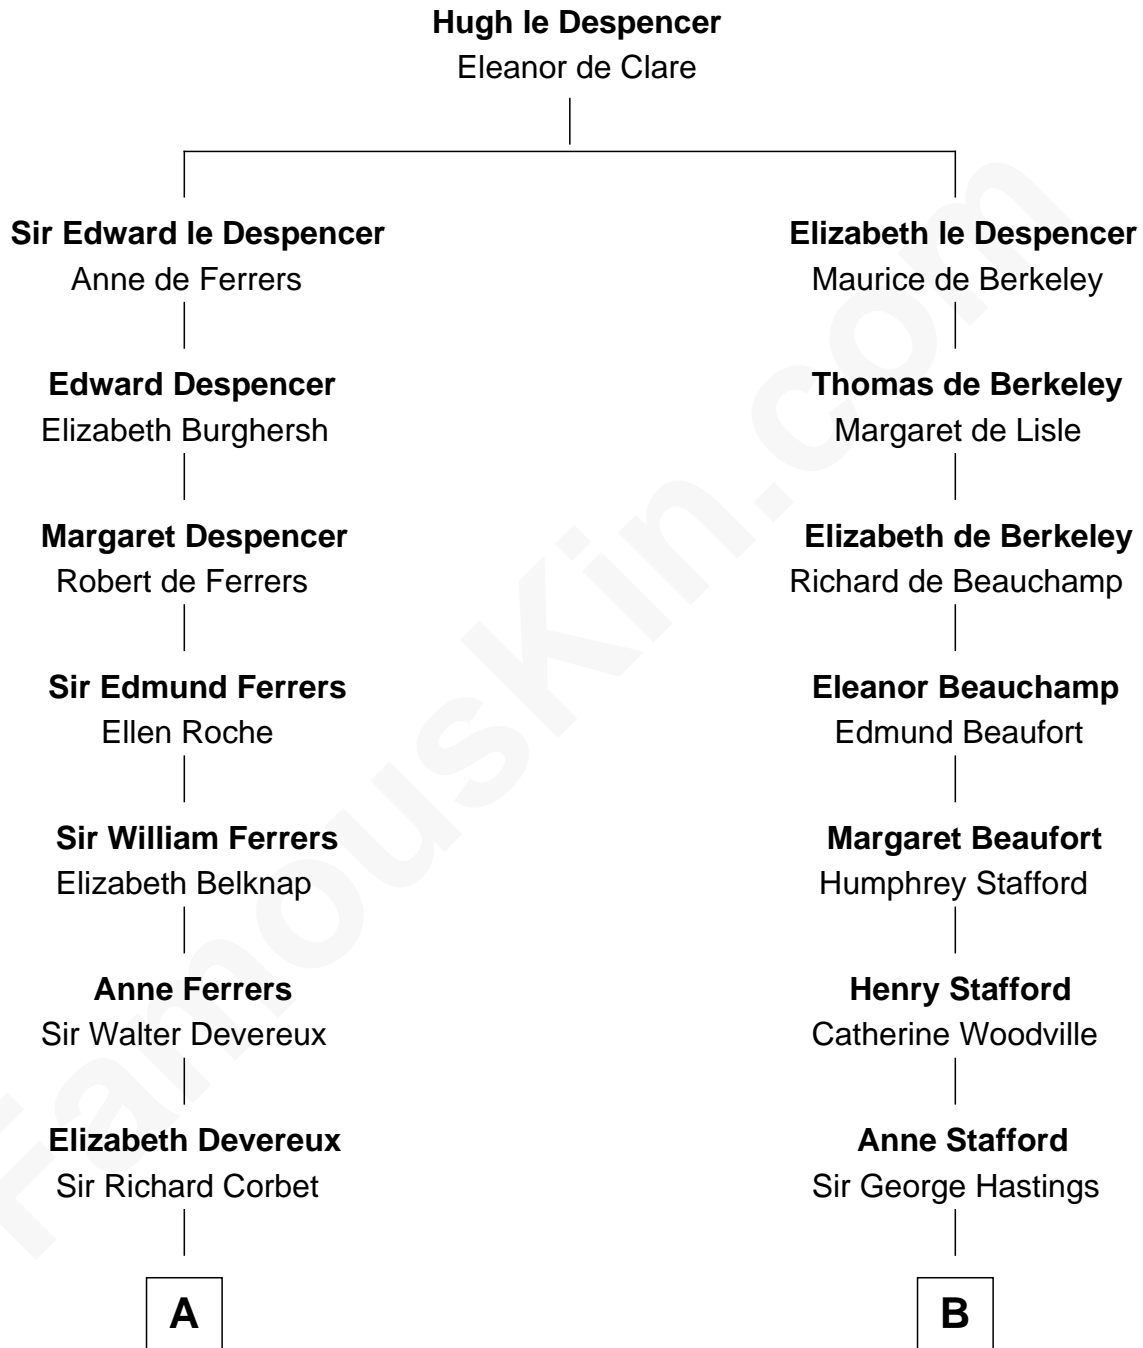 Hugh le Despencer
Eleanor de Clare
Sir Edward le Despencer
Anne de Ferrers
Elizabeth le Despencer
Maurice de Berkeley
Edward Despencer
Elizabeth Burghersh
Thomas de Berkeley
Margaret de Lisle
Margaret Despencer
Robert de Ferrers
Elizabeth de Berkeley
Richard de Beauchamp
Sir Edmund Ferrers
Ellen Roche
Eleanor Beauchamp
Edmund Beaufort
Sir William Ferrers
Elizabeth Belknap
Margaret Beaufort
Humphrey Stafford
Anne Ferrers
Sir Walter Devereux
Henry Stafford
Catherine Woodville
Elizabeth Devereux
Sir Richard Corbet
Anne Stafford
Sir George Hastings
A
B
FamousKin.com